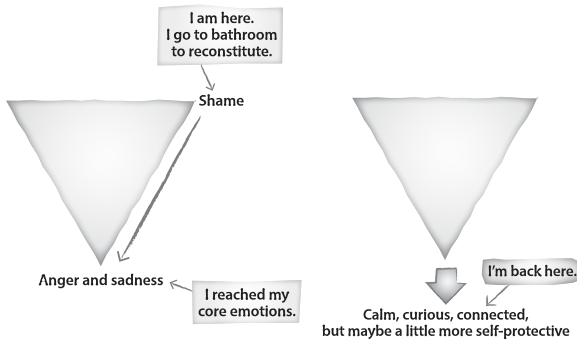 I am here.
I go to bathroom
to reconstitute.
Shame
Anger and sadness
I reached my
core emotions.
I'm back here.
Calm, curious, connected,
but maybe a little more self-protective